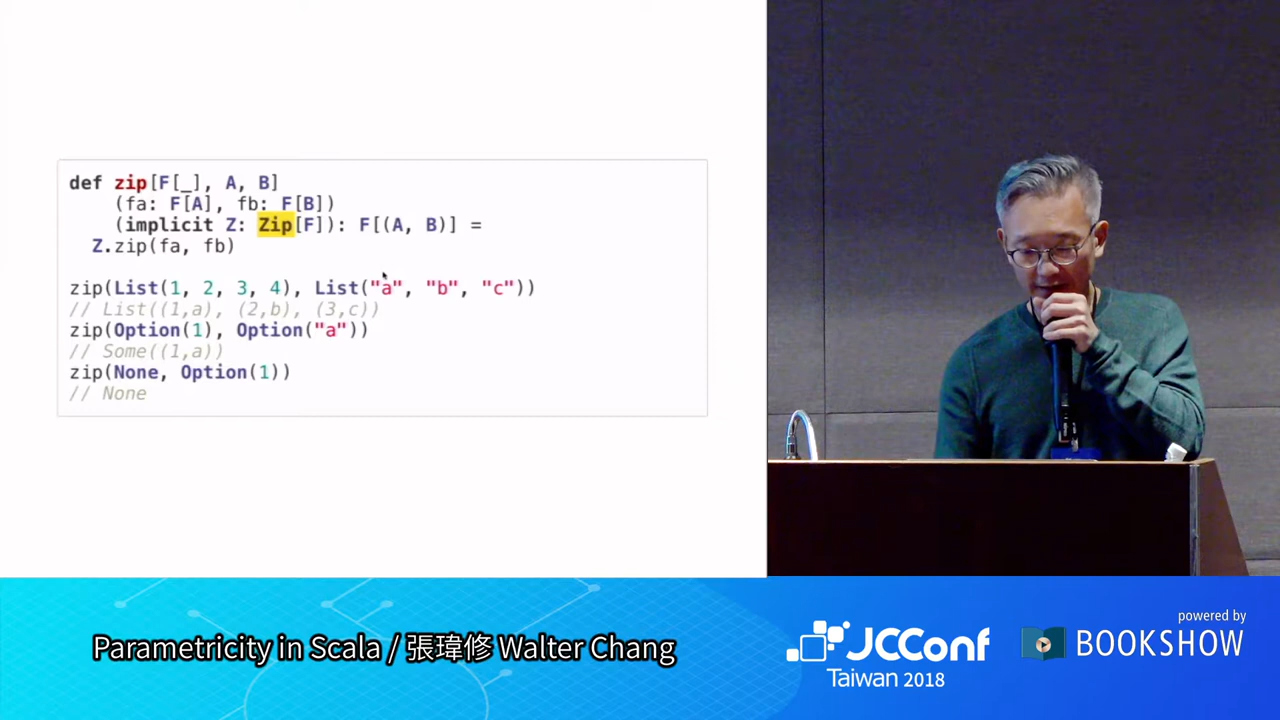 def zip[F[_], A, B]
(fa: F[A], fb: F[B])
(implicit Z: Zip[F]): F[(A, B)] =
Z.zip(fa, fb)
zip(List(1, 2, 3, 4), List("a", "b", "c"))
// List((1,a), (2,b), (3,c))
zip(Option(1), Option("a"))
// Some((1,a))
zip(None, Option(1))
// None
Parametricity in Scala / 張瑋修 Walter Chang
JCConf
Taiwan 2018
powered by
BOOKSHOW